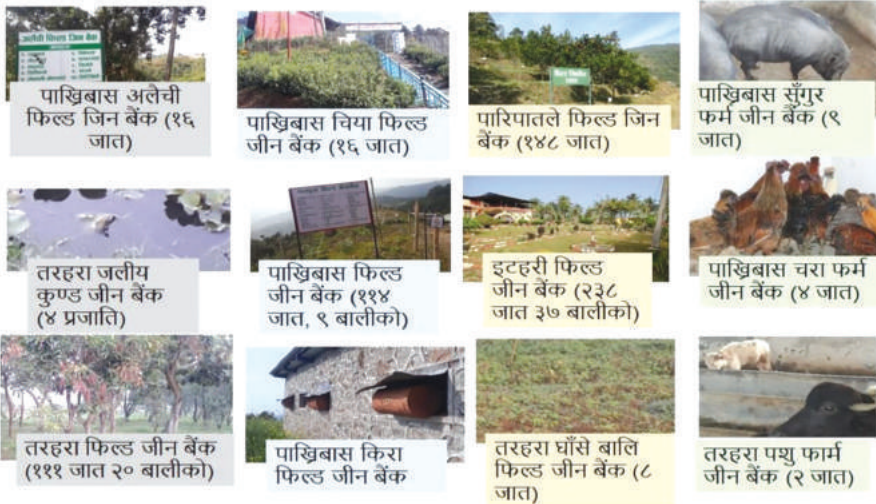 अलैंची फिल्ड जिन बैंक
पाख्रिबास अलैची
फिल्ड जिन बैंक (१६
जात)
पाख्रिबास चिया फिल्ड
जीन बैंक (१६ जात)
पारिपातले फिल्ड जिन
बैंक (१४८ जात)
पाख्रिबास सुँगुर
फर्म जीन बैंक (९
जात)
तरहरा जलीय
कुण्ड जीन बैंक
(४ प्रजाति)
पाख्रिबास फिल्ड
जीन बैंक (११४
जात, ९ बालीको)
इटहरी फिल्ड
जीन बैंक (२३८
जात ३७ बालीको)
पाख्रिबास चरा फर्म
जीन बैंक (४ जात)
तरहरा फिल्ड जीन बैंक
(१११ जात २० बालीको)
पाख्रिबास किरा
फिल्ड जीन बैंक
तरहरा घाँसे बालि
फिल्ड जीन बैंक (८
जात)
तरहरा पशु फार्म
जीन बैंक (२ जात)